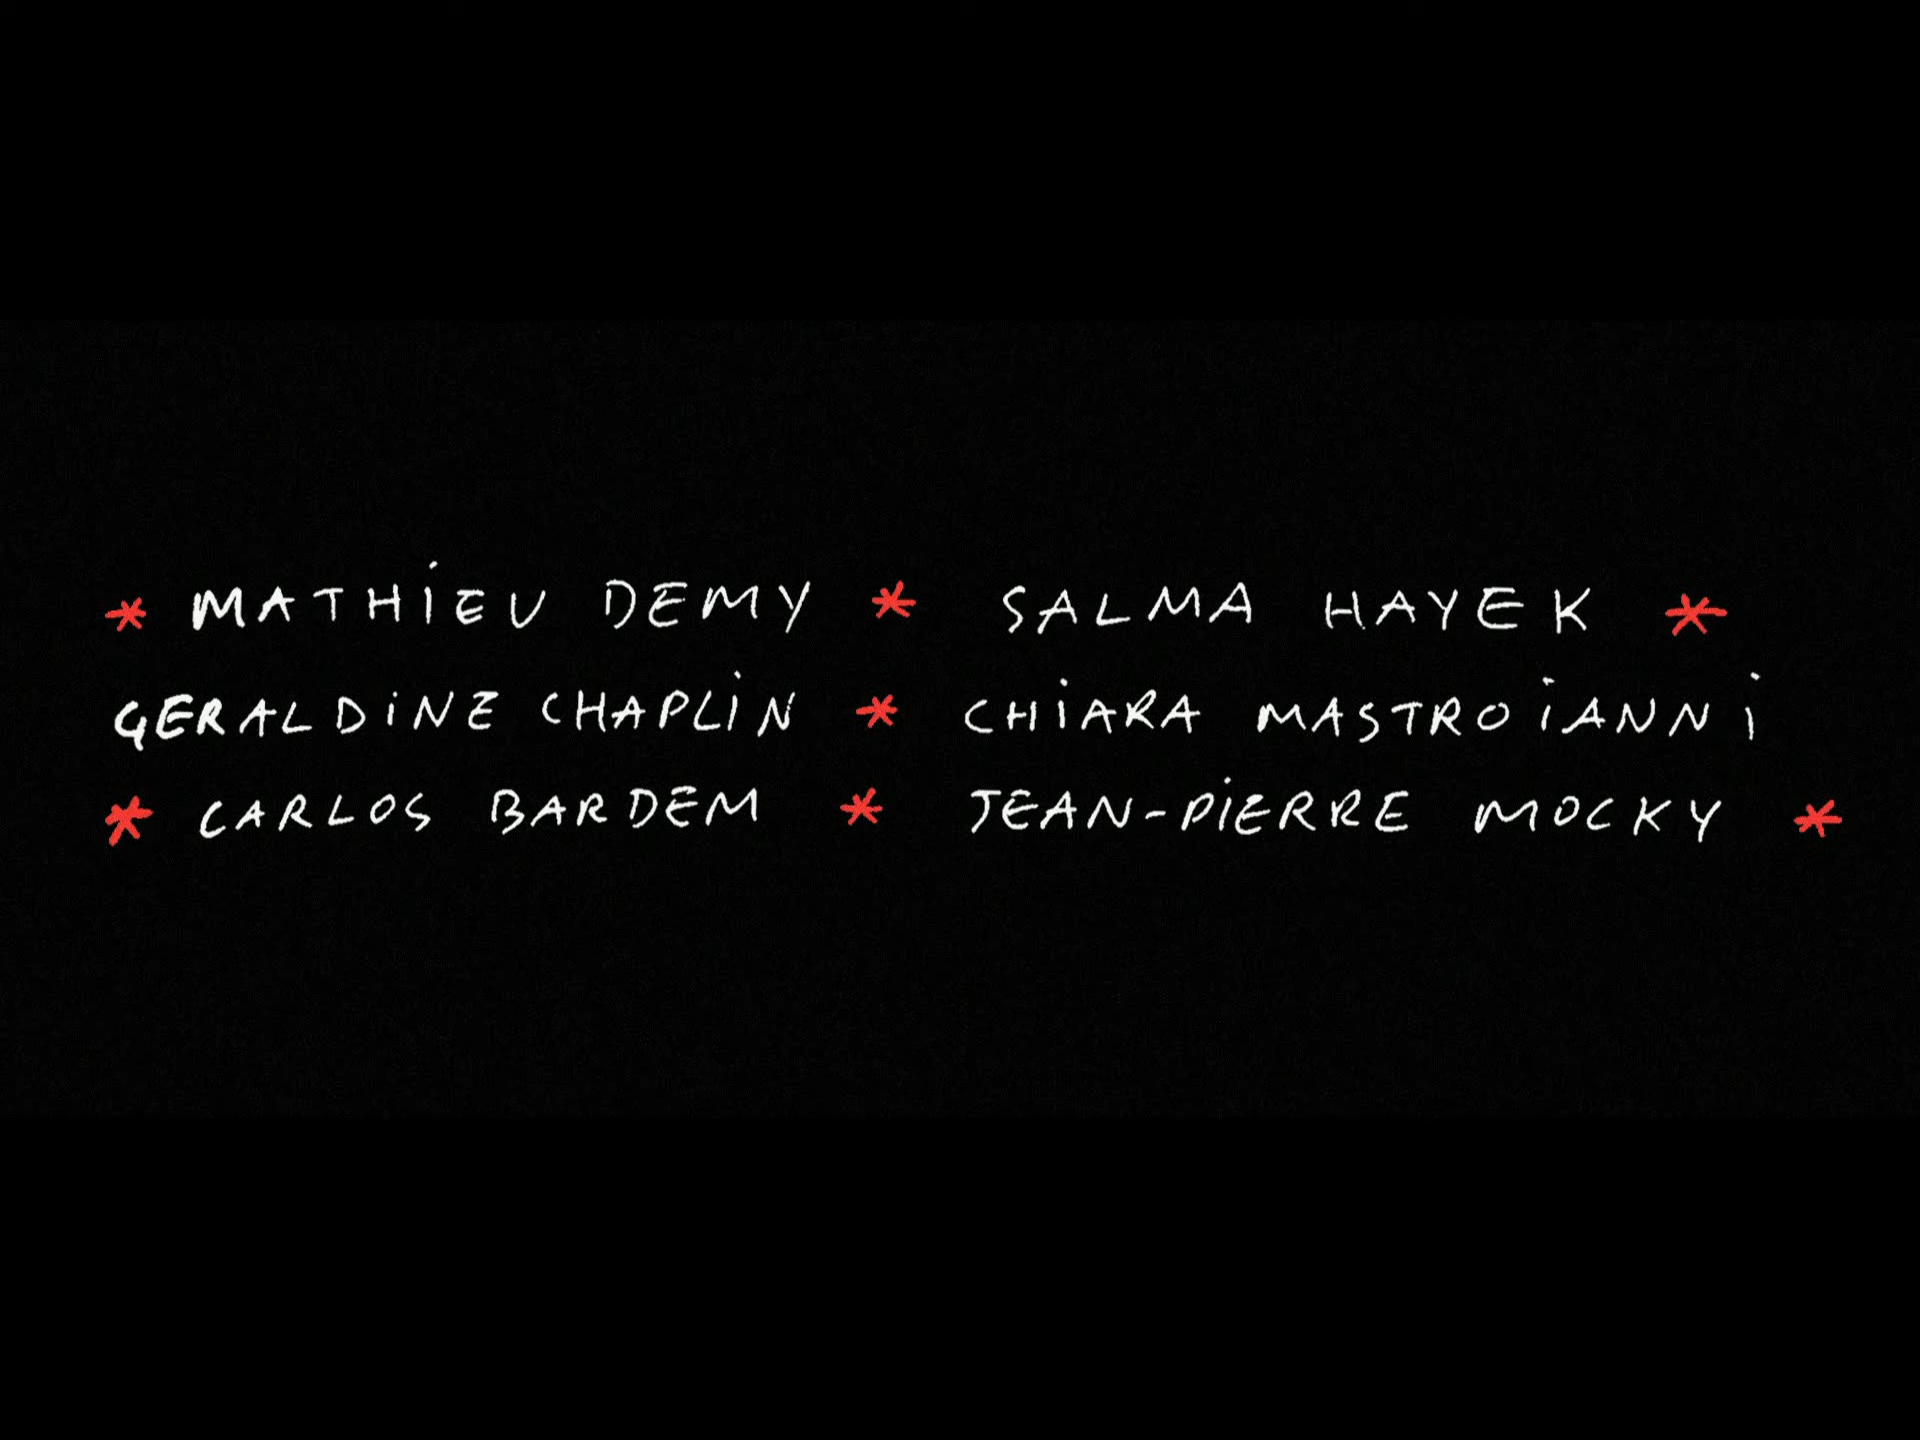 * MATHiEU DEMY * SALMA HAYEK *
GERALDiNE CHAPLiN * CHiARA MASTROiANNi
* CARLOS BARDEM * JEAN-PiERRE MOCKY *